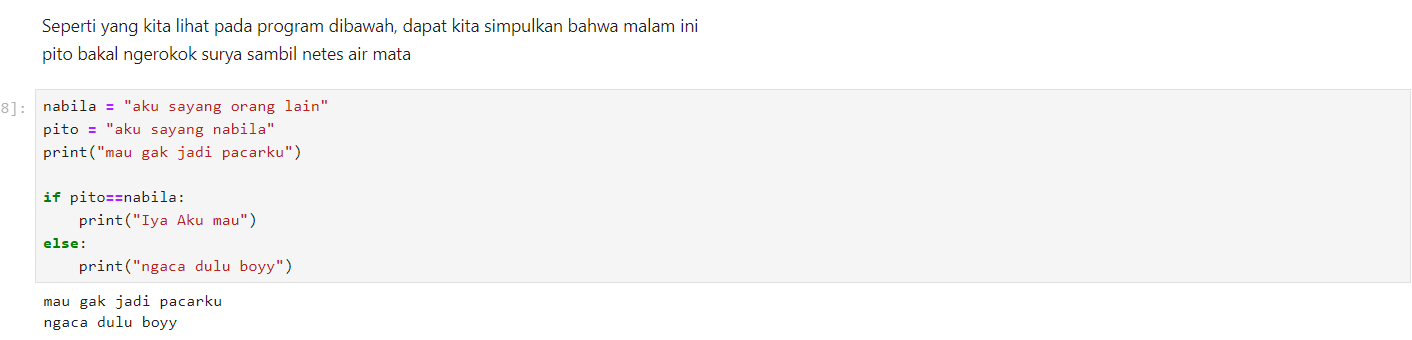 Seperti yang kita lihat pada program dibawah, dapat kita simpulkan bahwa malam ini
pito bakal ngerokok surya sambil netes air mata
8]:
nabila = "aku sayang orang lain"
pito = "aku sayang nabila"
print("mau gak jadi pacarku")
if pito==nabila:
    print("Iya Aku mau")
else:
    print("ngaca dulu boyy")
mau gak jadi pacarku
ngaca dulu boyy